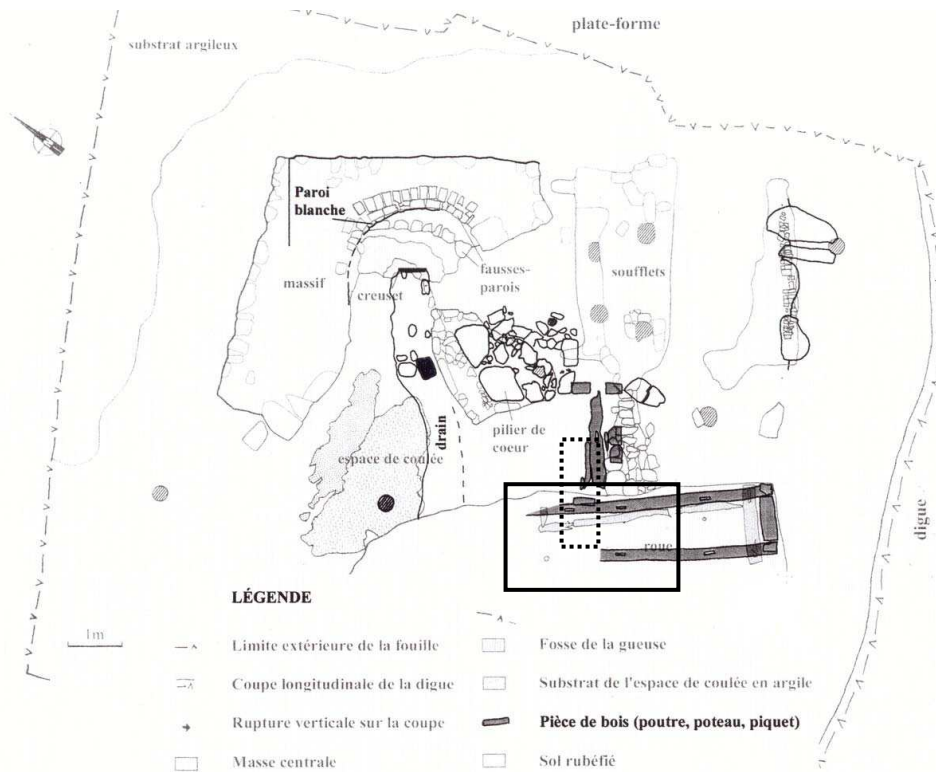 plate-forme
substrat argileux
Paroi
blanche
massif
creuset
fausses-
parois
soufflets
pilier de
coeur
drain
espace de coulée
roue
digue
LÉGENDE
1m
Limite extérieure de la fouille
Coupe longitudinale de la digue
Rupture verticale sur la coupe
Masse centrale
Fosse de la gueuse
Substrat de l'espace de coulée en argile
Pièce de bois (poutre, poteau, piquet)
Sol rubéfié